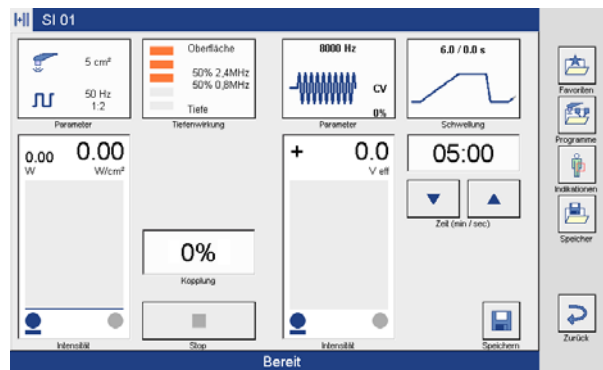 SI 01
5 cm²
50 Hz
1:2
Parameter
Oberfläche
50% 2,4MHz
50% 0,8MHz
Tiefe
Tiefenwirkung
8000 Hz
CV
0%
Parameter
6.0 / 0.0 s
Schwellung
0.00
W
0.00
W/cm²
Intensität
0%
Kopplung
Stop
+
0.0
V eff
Intensität
05:00
Zeil (min / sec)
Speichern
Bereit
Favoriten
Programme
Indikationen
Speicher
Zurück